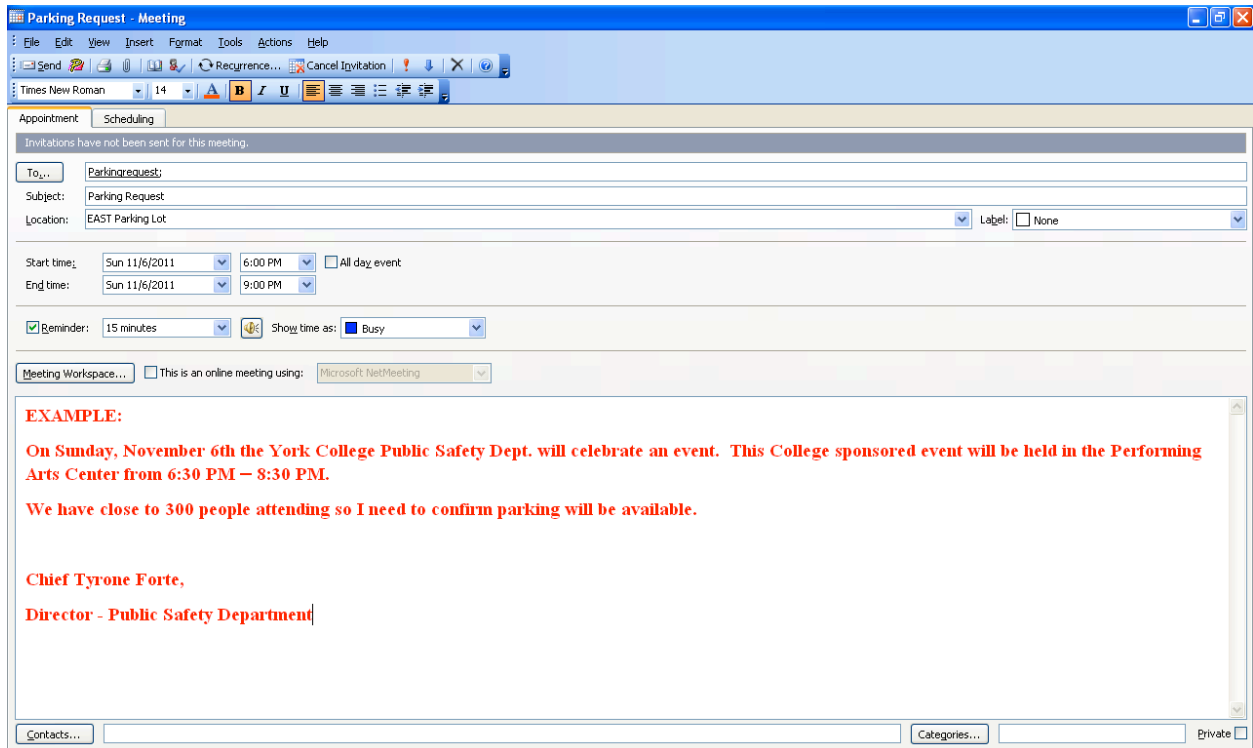 Parking Request - Meeting
File Edit View Insert Format Tools Actions Help
Send Recurrence... Cancel Invitation
Times New Roman 14 A B I U
Appointment Scheduling
Invitations have not been sent for this meeting.
To... Parkingrequest;
Subject: Parking Request
Location: EAST Parking Lot Label: None
Start time: Sun 11/6/2011 6:00 PM All day event
End time: Sun 11/6/2011 9:00 PM
Reminder: 15 minutes Show time as: Busy
Meeting Workspace... This is an online meeting using: Microsoft NetMeeting
EXAMPLE:
On Sunday, November 6th the York College Public Safety Dept. will celebrate an event. This College sponsored event will be held in the Performing
Arts Center from 6:30 PM – 8:30 PM.
We have close to 300 people attending so I need to confirm parking will be available.
Chief Tyrone Forte,
Director - Public Safety Department
Contacts... Categories... Private